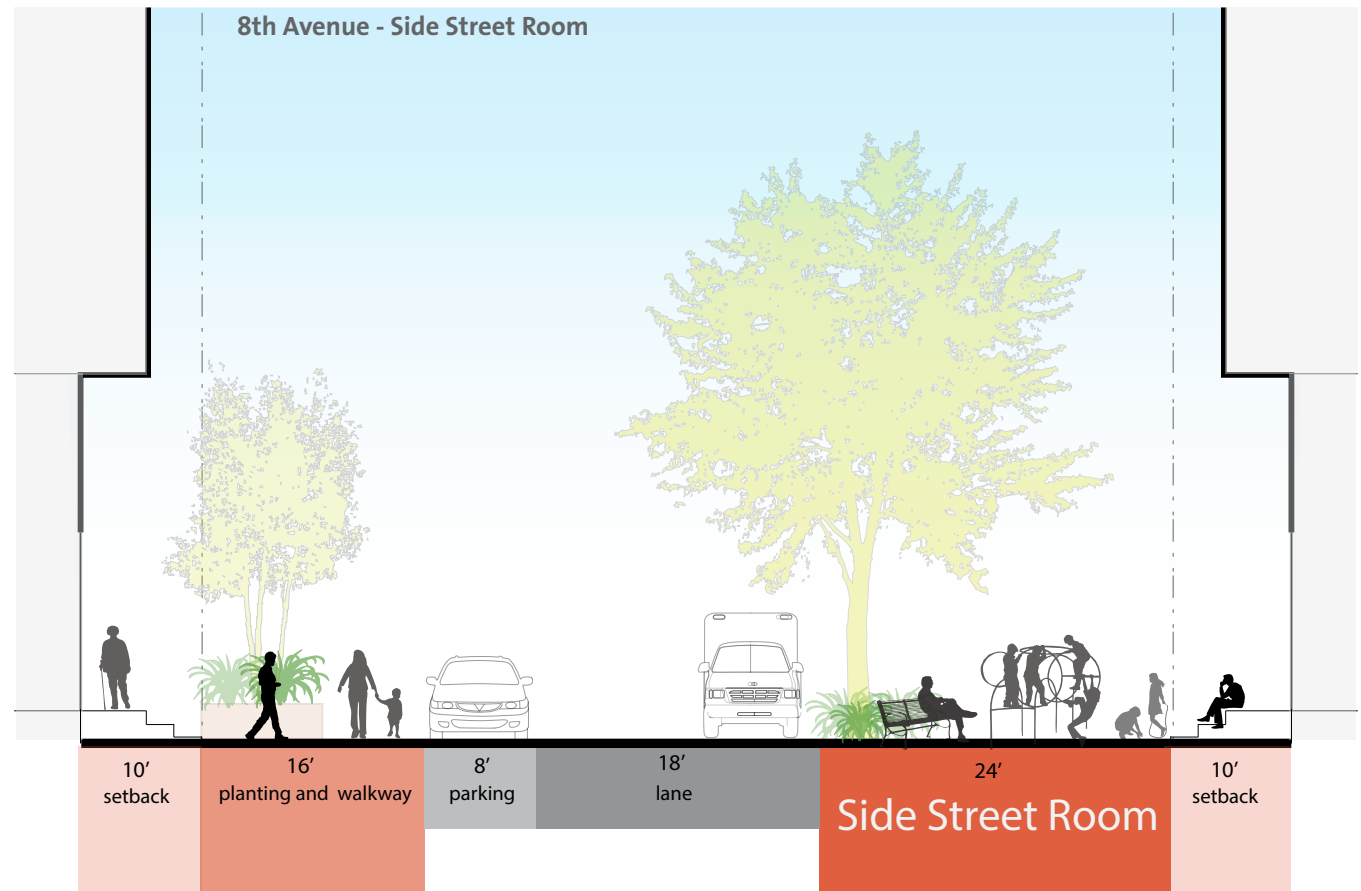 8th Avenue - Side Street Room
10’
setback
16’
planting and walkway
8’
parking
18’
lane
24’
Side Street Room
10’
setback